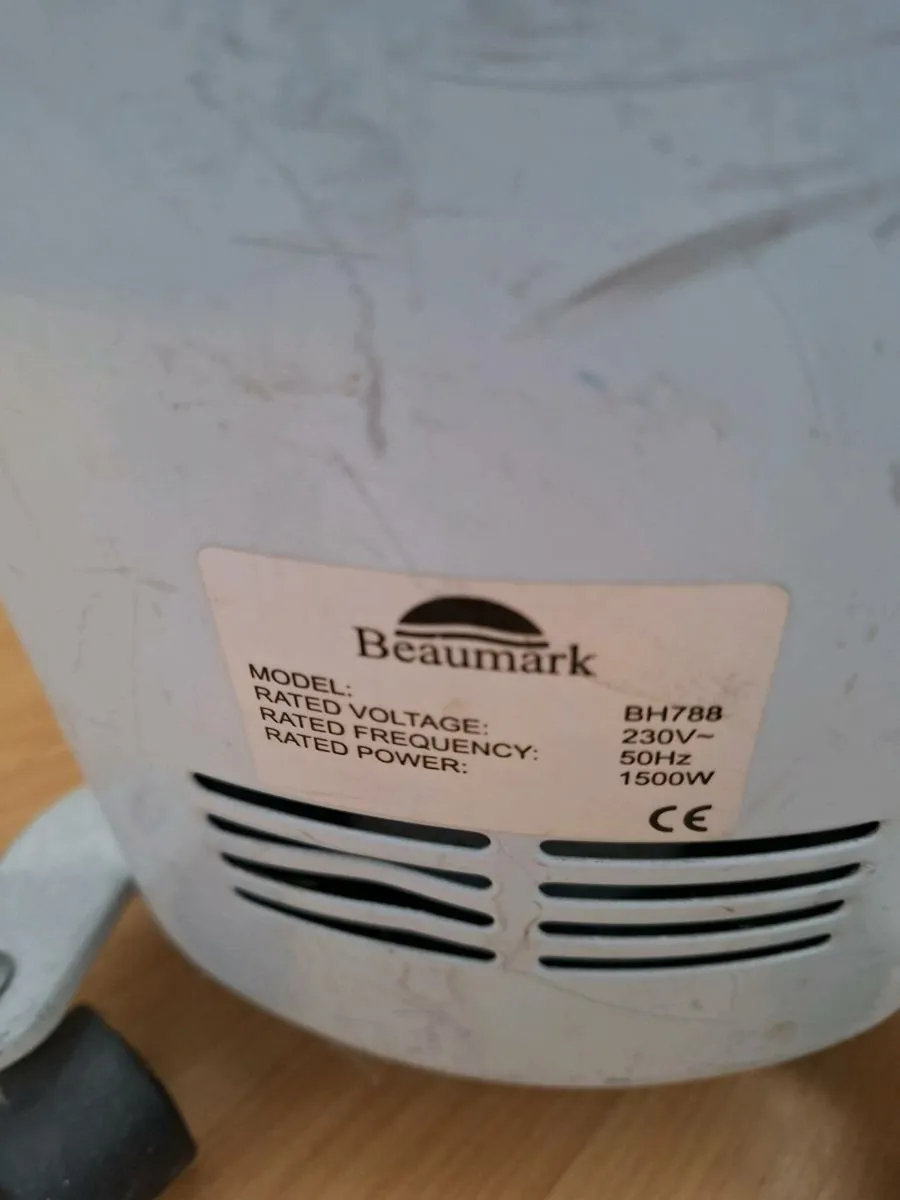 Beaumark
MODEL: BH788
RATED VOLTAGE: 230V~
RATED FREQUENCY: 50Hz
RATED POWER: 1500W
CE